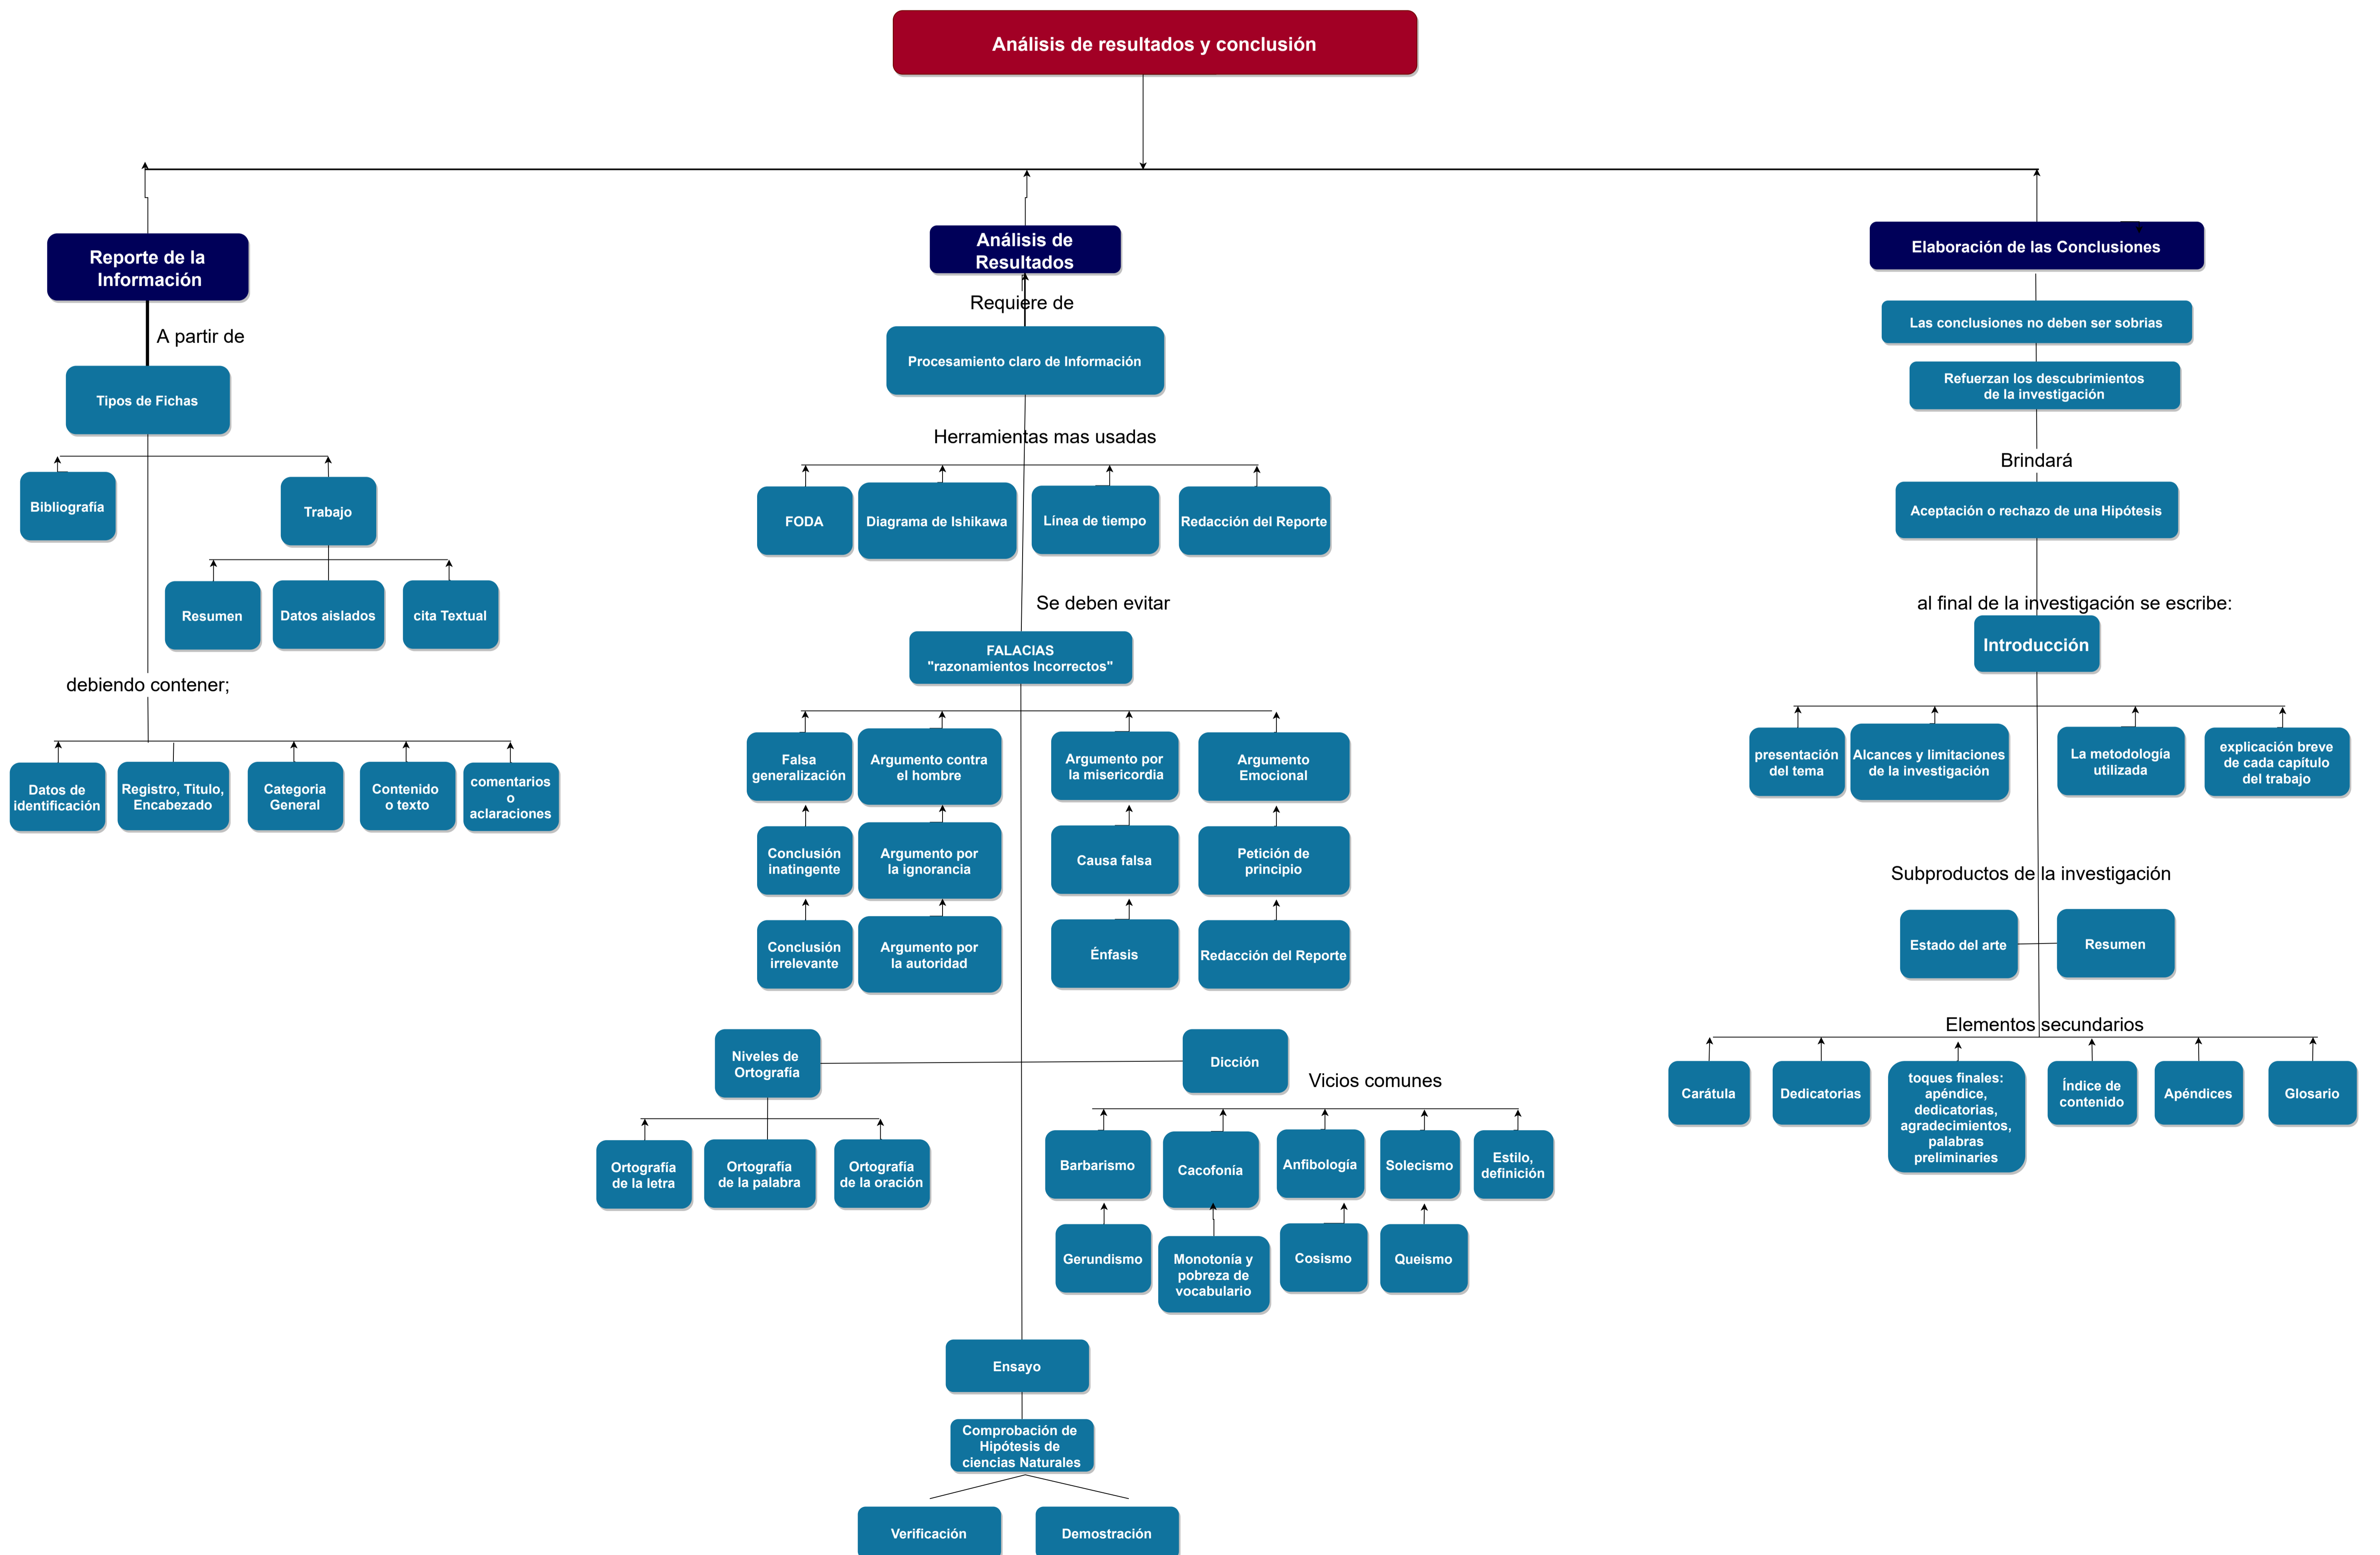 Análisis de resultados y conclusión
Reporte de la
Información
A partir de
Tipos de Fichas
Bibliografía
Trabajo
Resumen
Datos aislados
cita Textual
debiendo contener;
Datos de
identificación
Registro, Titulo,
Encabezado
Categoria
General
Contenido
o texto
comentarios
o
aclaraciones
Análisis de
Resultados
Requiere de
Procesamiento claro de Información
Herramientas mas usadas
FODA
Diagrama de Ishikawa
Línea de tiempo
Redacción del Reporte
Se deben evitar
FALACIAS
"razonamientos Incorrectos"
Falsa
generalización
Argumento contra
el hombre
Argumento por
la misericordia
Argumento
Emocional
Conclusión
inatingente
Argumento por
la ignorancia
Causa falsa
Petición de
principio
Conclusión
irrelevante
Argumento por
la autoridad
Énfasis
Redacción del Reporte
Niveles de
Ortografía
Dicción
Ortografía
de la letra
Ortografía
de la palabra
Ortografía
de la oración
Vicios comunes
Barbarismo
Cacofonía
Anfibología
Solecismo
Estilo,
definición
Gerundismo
Monotonía y
pobreza de
vocabulario
Cosismo
Queismo
Ensayo
Comprobación de
Hipótesis de
ciencias Naturales
Verificación
Demostración
Elaboración de las Conclusiones
Las conclusiones no deben ser sobrias
Refuerzan los descubrimientos
de la investigación
Brindará
Aceptación o rechazo de una Hipótesis
al final de la investigación se escribe:
Introducción
presentación
del tema
Alcances y limitaciones
de la investigación
La metodología
utilizada
explicación breve
de cada capítulo
del trabajo
Subproductos de la investigación
Estado del arte
Resumen
Elementos secundarios
Carátula
Dedicatorias
toques finales:
apéndice,
dedicatorias,
agradecimientos,
palabras
preliminaries
Índice de
contenido
Apéndices
Glosario